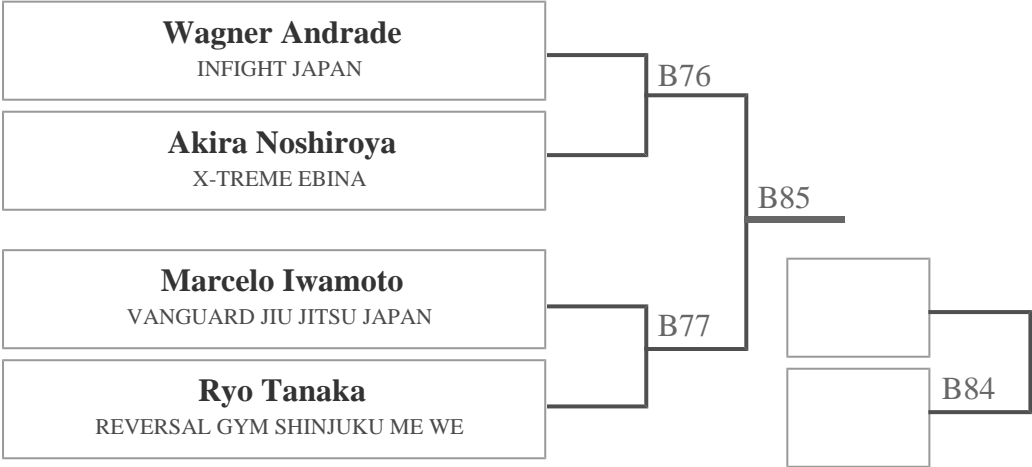 Wagner Andrade
INFIGHT JAPAN
B76
Akira Noshiroya
X-TREME EBINA
B85
Marcelo Iwamoto
VANGUARD JIU JITSU JAPAN
B77
Ryo Tanaka
REVERSAL GYM SHINJUKU ME WE
B84